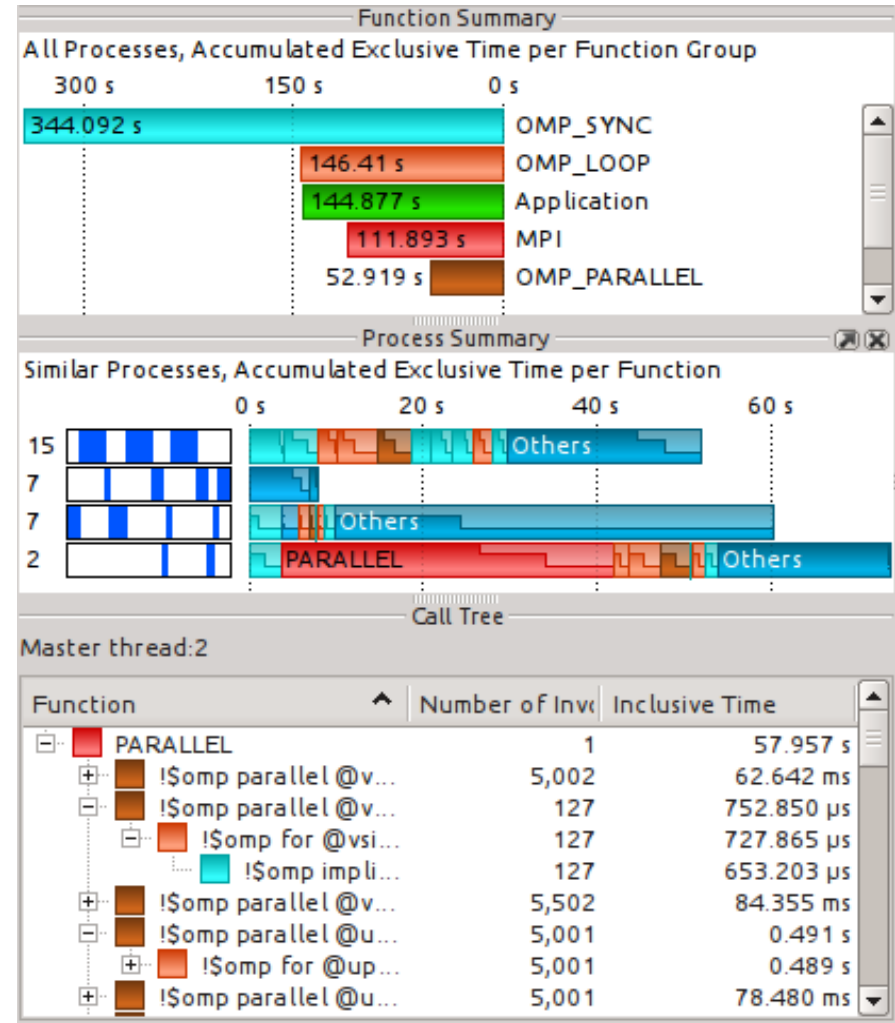 Function Summary
All Processes, Accumulated Exclusive Time per Function Group
300 s 150 s 0 s
344.092 s OMP_SYNC
146.41 s OMP_LOOP
144.877 s Application
111.893 s MPI
52.919 s OMP_PARALLEL
Process Summary
Similar Processes, Accumulated Exclusive Time per Function
0 s 20 s 40 s 60 s
15 Others
7
7 Others
2 PARALLEL Others
Call Tree
Master thread:2
Function Number of Inv Inclusive Time
PARALLEL 1 57.957 s
!$omp parallel @v... 5,002 62.642 ms
!$omp parallel @v... 127 752.850 µs
!$omp for @vsi... 127 727.865 µs
!$omp impli... 127 653.203 µs
!$omp parallel @v... 5,502 84.355 ms
!$omp parallel @u... 5,001 0.491 s
!$omp for @up... 5,001 0.489 s
!$omp parallel @u... 5,001 78.480 ms